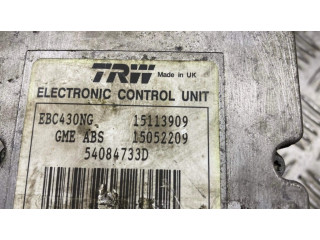 TRW Made in UK
ELECTRONIC CONTROL UNIT
EBC430NG 15113909
GME ABS 15052209
54084733D